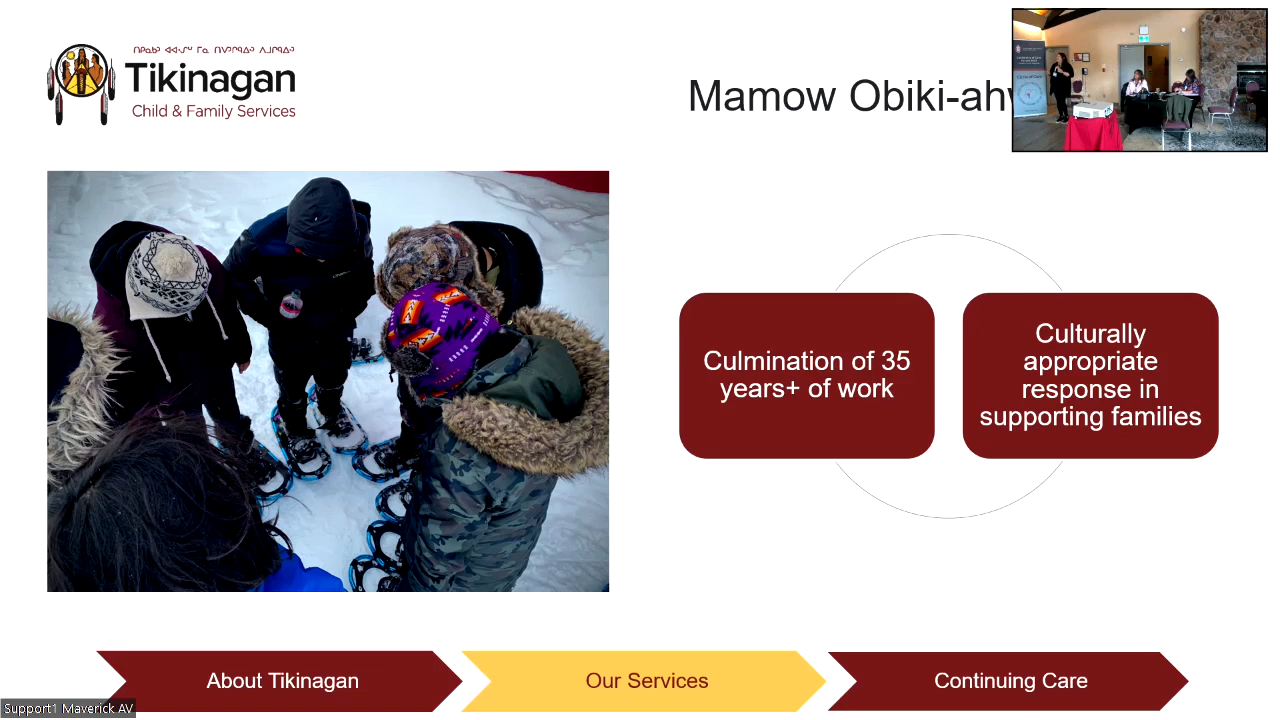 Tikinagan
Child & Family Services
Mamow Obiki-ah
Culmination of 35
years+ of work
Culturally
appropriate
response in
supporting families
About Tikinagan
Our Services
Continuing Care
Support1 Maverick AV